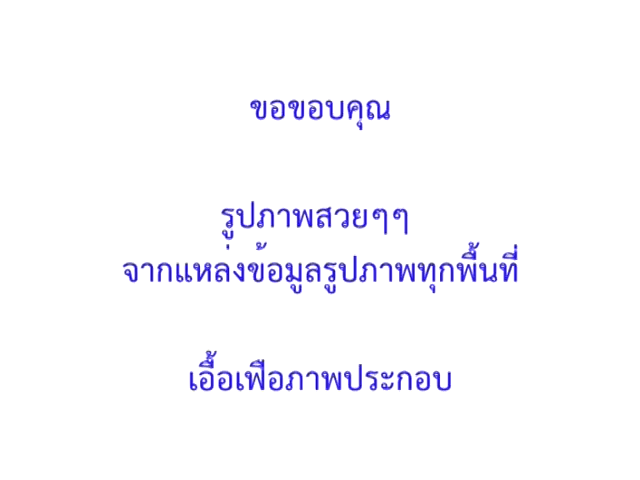 ขอขอบคุณ
รูปภาพสวยๆๆ
จากแหล่งข้อมูลรูปภาพทุกพื้นที่
เอื้อเฟือภาพประกอบ